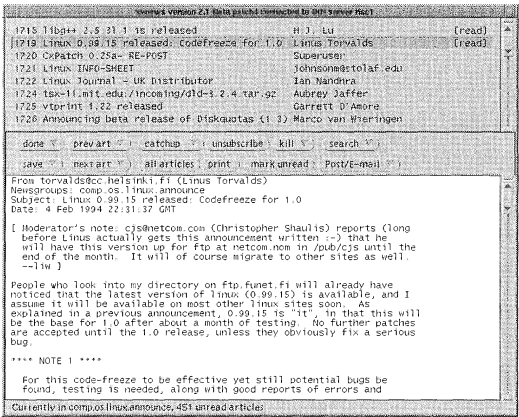 xvnews version 2.1 Beta patch4 connected to NNTP server
1715 libg++ 2.5.31.1 is released H.J. Lu [read]
1719 Linux 0.99.15 released: Codefreeze for 1.0 Linus Torvalds [read]
1720 CxPatch 0.25a- RE-POST Superuser
1721 Linux INFO-SHEET johnsonm@stolaf.edu
1722 Linux Journal - UK Distributor Ian Nandhra
1724 tsx-11.mit.edu:/incoming/dld-3.2.4.tar.gz Aubrey Jaffer
1725 vtprint 1.22 released Garrett D'Amore
1726 Announcing beta release of Diskquotas (1.3) Marco van Wieringen
done prev art catchup unsubscribe kill search
save next art all articles print mark unread Post/E-mail
From torvalds@cc.helsinki.fi (Linus Torvalds)
Newsgroups: comp.os.linux.announce
Subject: Linux 0.99.15 released: Codefreeze for 1.0
Date: 4 Feb 1994 22:31:37 GMT
[ Moderator's note: cjs@netcom.com (Christopher Shaulis) reports (long
before Linus actually gets this announcement written :-) that he
will have this version up for ftp at netcom.com in /pub/cjs until the
end of the month. It will of course migrate to other sites as well.
--liw ]
People who look into my directory on ftp.funet.fi will already have
noticed that the latest version of linux (0.99.15) is available, and I
assume it will be available on most other linux sites soon. As
explained in a previous announcement, 0.99.15 is "it", in that this will
be the base for 1.0 after about a month of testing. No further patches
are accepted until the 1.0 release, unless they obviously fix a serious
bug.
**** NOTE 1 ****
For this code-freeze to be effective yet still potential bugs be
found, testing is needed, along with good reports of errors and
Currently in comp.os.linux.announce, 451 unread articles